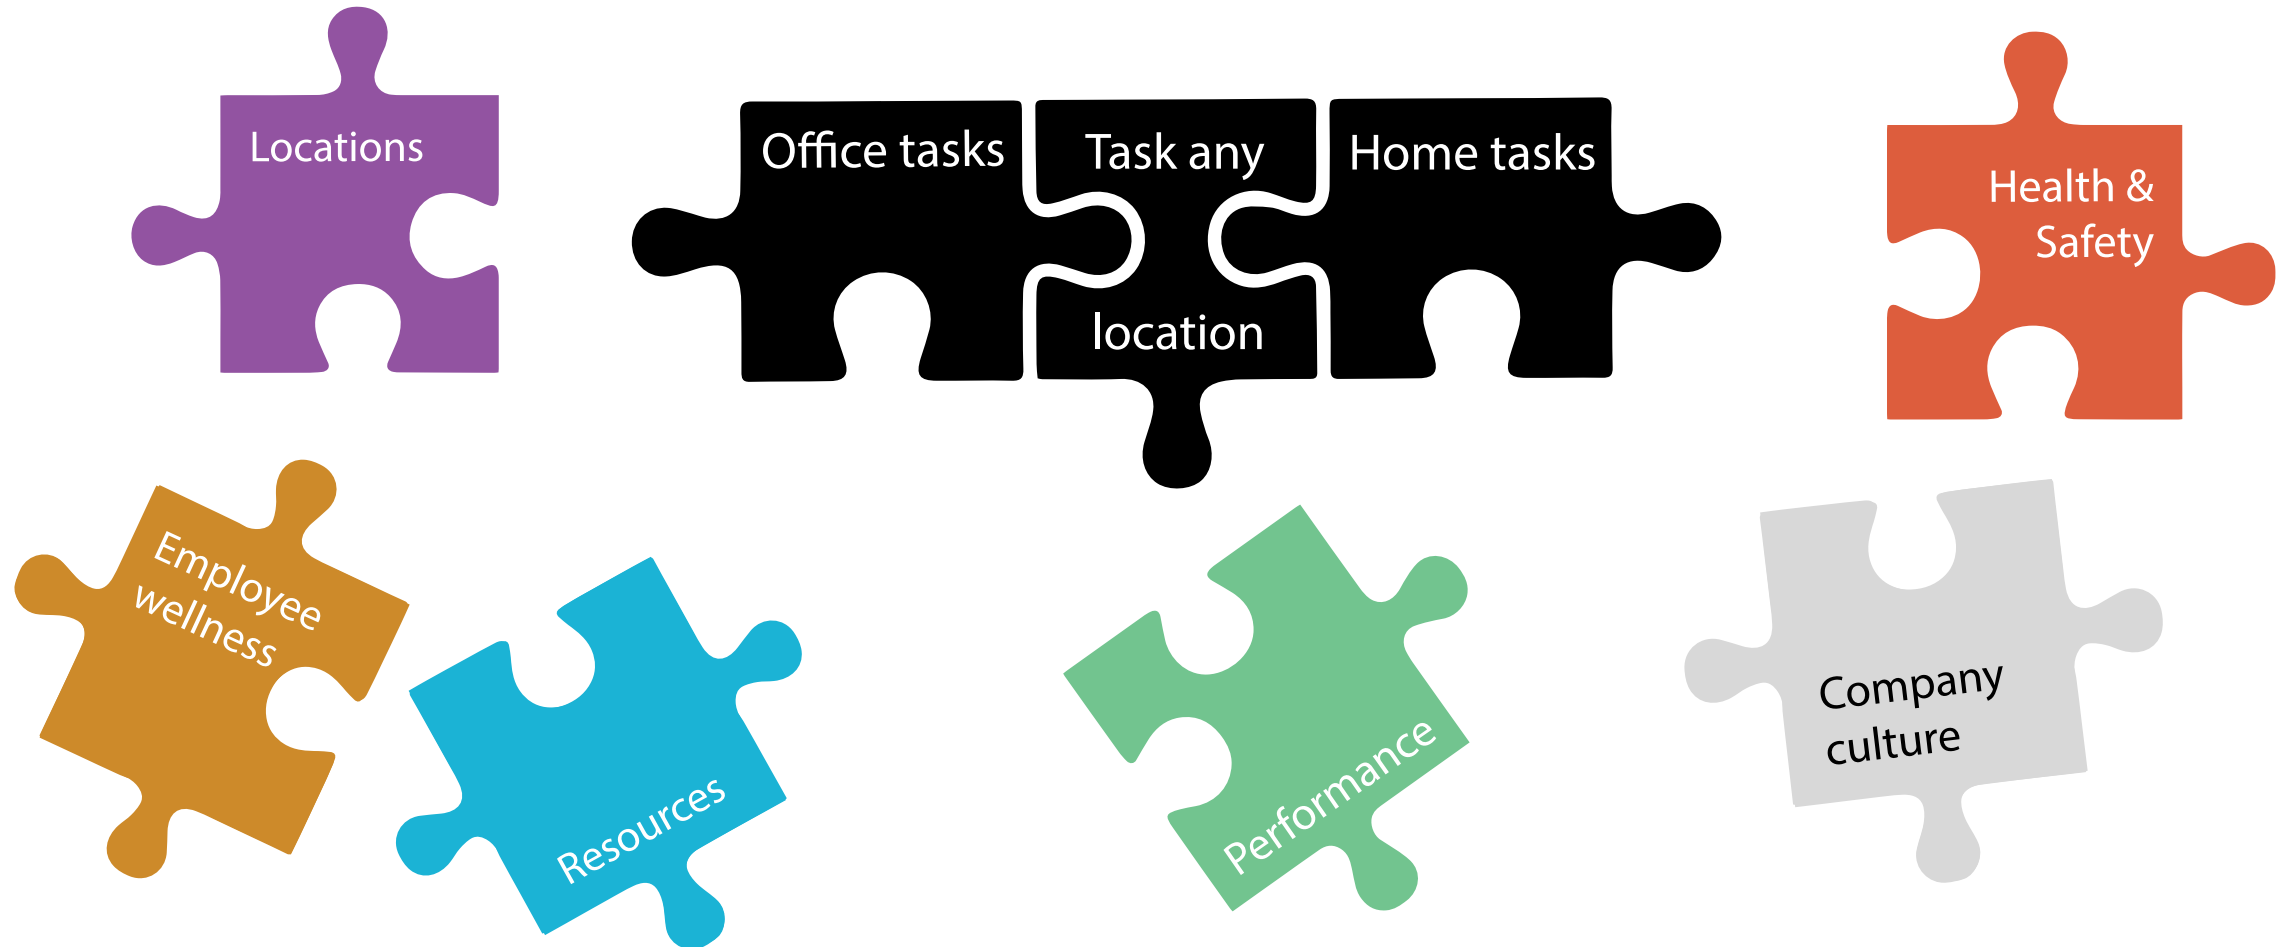 Locations
Office tasks
Task any
location
Home tasks
Health &
Safety
Employee
wellness
Resources
Performance
Company
culture